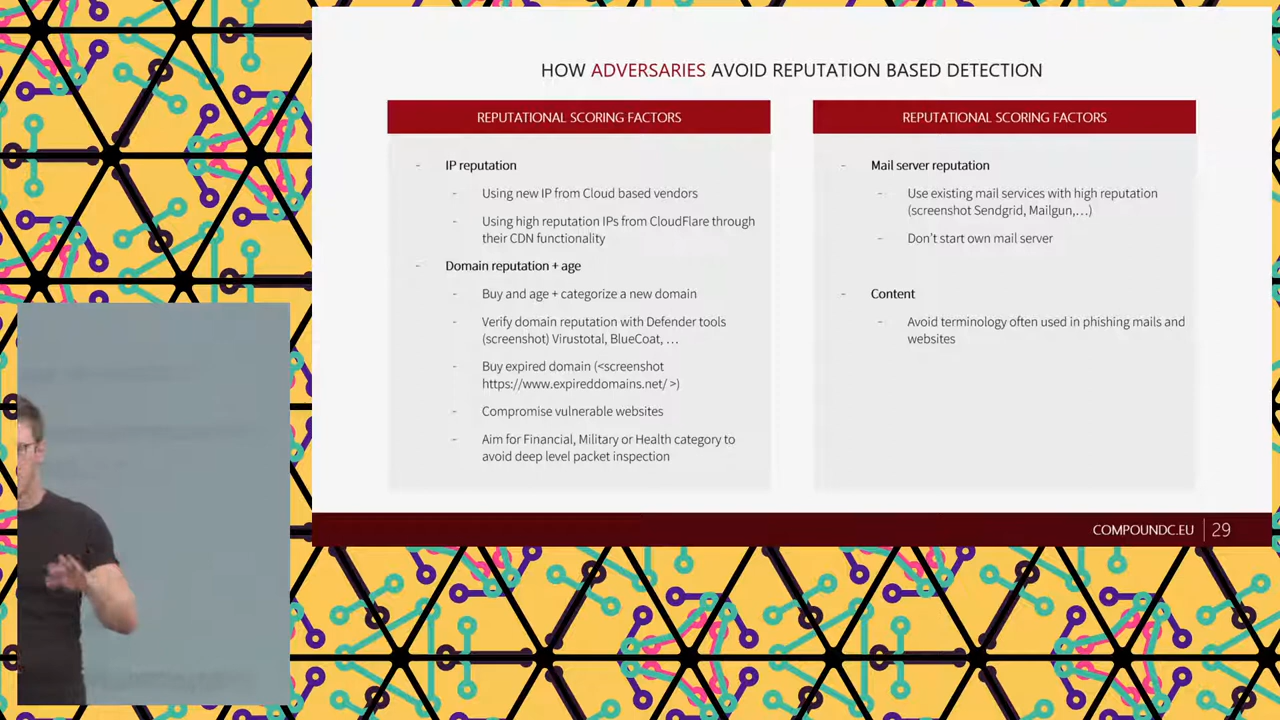 HOW ADVERSARIES AVOID REPUTATION BASED DETECTION
REPUTATIONAL SCORING FACTORS
- IP reputation
- Using new IP from Cloud based vendors
- Using high reputation IPs from CloudFlare through
their CDN functionality
- Domain reputation + age
- Buy and age + categorize a new domain
- Verify domain reputation with Defender tools
(screenshot) Virustotal, BlueCoat, …
- Buy expired domain (<screenshot
https://www.expireddomains.net/ >)
- Compromise vulnerable websites
- Aim for Financial, Military or Health category to
avoid deep level packet inspection
REPUTATIONAL SCORING FACTORS
- Mail server reputation
- Use existing mail services with high reputation
(screenshot Sendgrid, Mailgun,…)
- Don't start own mail server
- Content
- Avoid terminology often used in phishing mails and
websites
COMPOUNDC.EU | 29